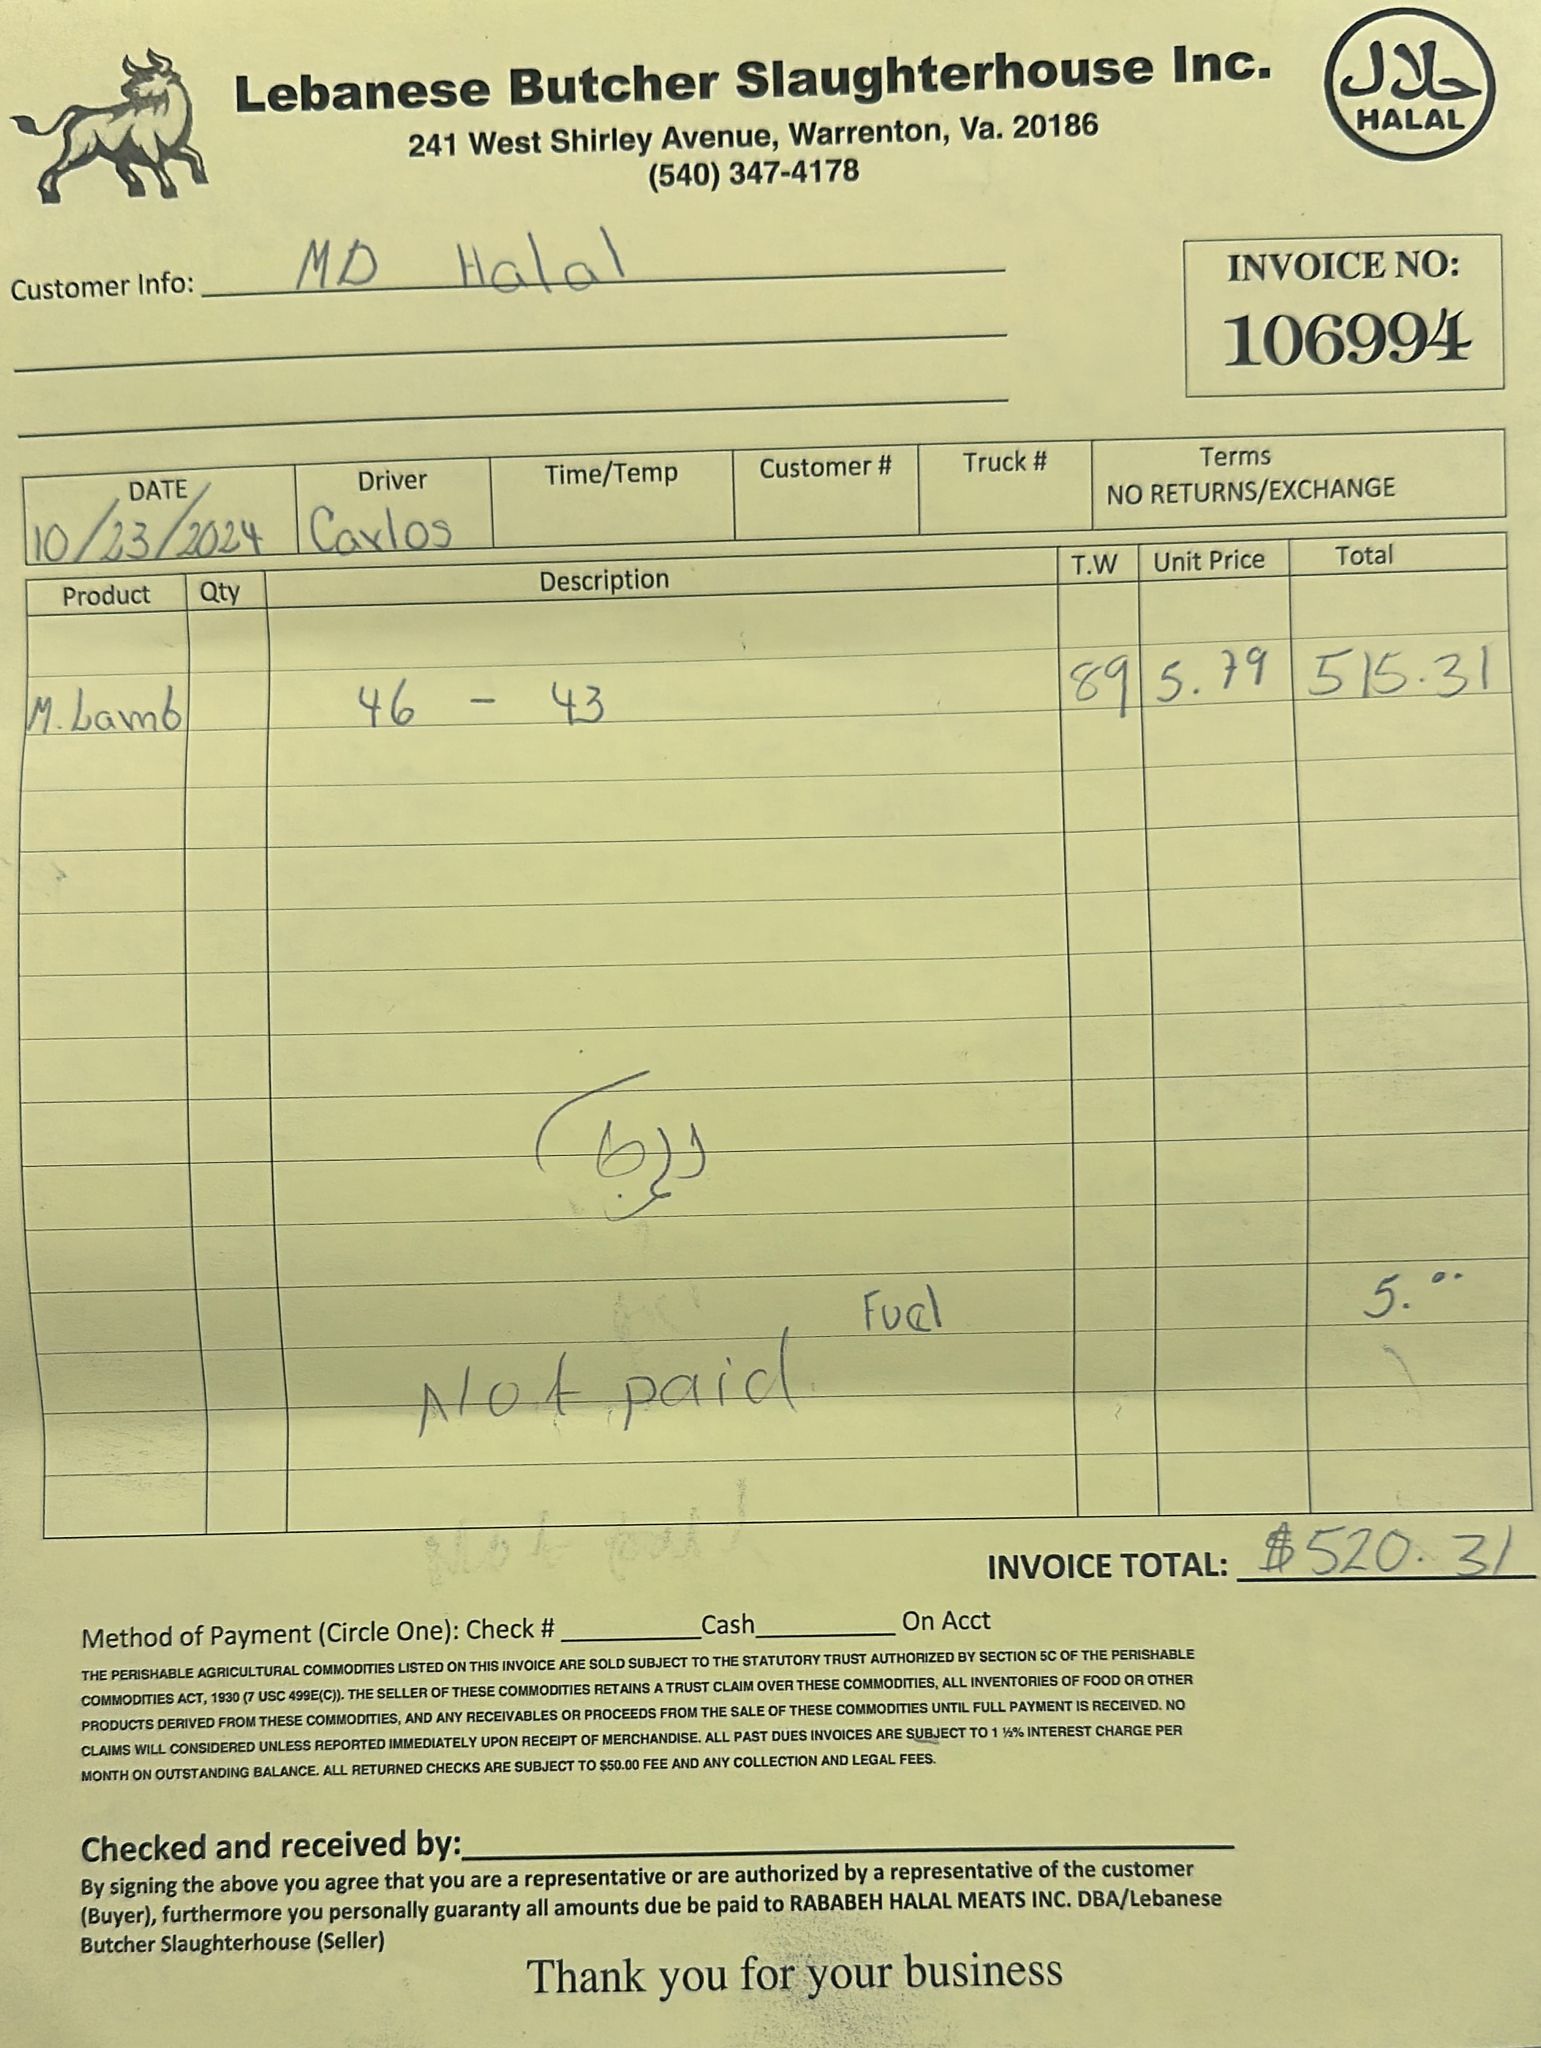 Lebanese Butcher Slaughterhouse Inc.
241 West Shirley Avenue, Warrenton, Va. 20186
(540) 347-4178
حلال
HALAL
Customer Info: MD Halal
INVOICE NO:
106994
DATE Driver Time/Temp Customer # Truck # Terms
NO RETURNS/EXCHANGE
10/23/2024 Carlos
Product Qty Description T.W Unit Price Total
M. Lamb 46 - 43 89 5.79 515.31
Fuel 5.00
Not paid
INVOICE TOTAL: $520.31
Method of Payment (Circle One): Check # Cash On Acct
THE PERISHABLE AGRICULTURAL COMMODITIES LISTED ON THIS INVOICE ARE SOLD SUBJECT TO THE STATUTORY TRUST AUTHORIZED BY SECTION 5C OF THE PERISHABLE
COMMODITIES ACT, 1930 (7 USC 499E(C)). THE SELLER OF THESE COMMODITIES RETAINS A TRUST CLAIM OVER THESE COMMODITIES, ALL INVENTORIES OF FOOD OR OTHER
PRODUCTS DERIVED FROM THESE COMMODITIES, AND ANY RECEIVABLES OR PROCEEDS FROM THE SALE OF THESE COMMODITIES UNTIL FULL PAYMENT IS RECEIVED. NO
CLAIMS WILL CONSIDERED UNLESS REPORTED IMMEDIATELY UPON RECEIPT OF MERCHANDISE. ALL PAST DUES INVOICES ARE SUBJECT TO 1 ½% INTEREST CHARGE PER
MONTH ON OUTSTANDING BALANCE. ALL RETURNED CHECKS ARE SUBJECT TO $50.00 FEE AND ANY COLLECTION AND LEGAL FEES.
Checked and received by:
By signing the above you agree that you are a representative or are authorized by a representative of the customer
(Buyer), furthermore you personally guaranty all amounts due be paid to RABABEH HALAL MEATS INC. DBA/Lebanese
Butcher Slaughterhouse (Seller)
Thank you for your business